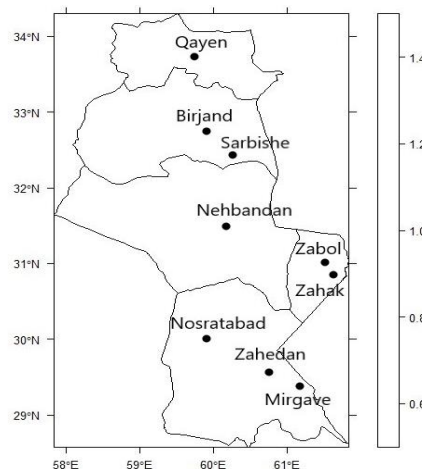 34°N
Qayen
33°N
Birjand
Sarbishe
32°N
Nehbandan
31°N
Zabol
Zahak
30°N
Nosratabad
Zahedan
Mirgave
29°N
58°E 59°E 60°E 61°E
1.4
1.2
1.0
0.8
0.6